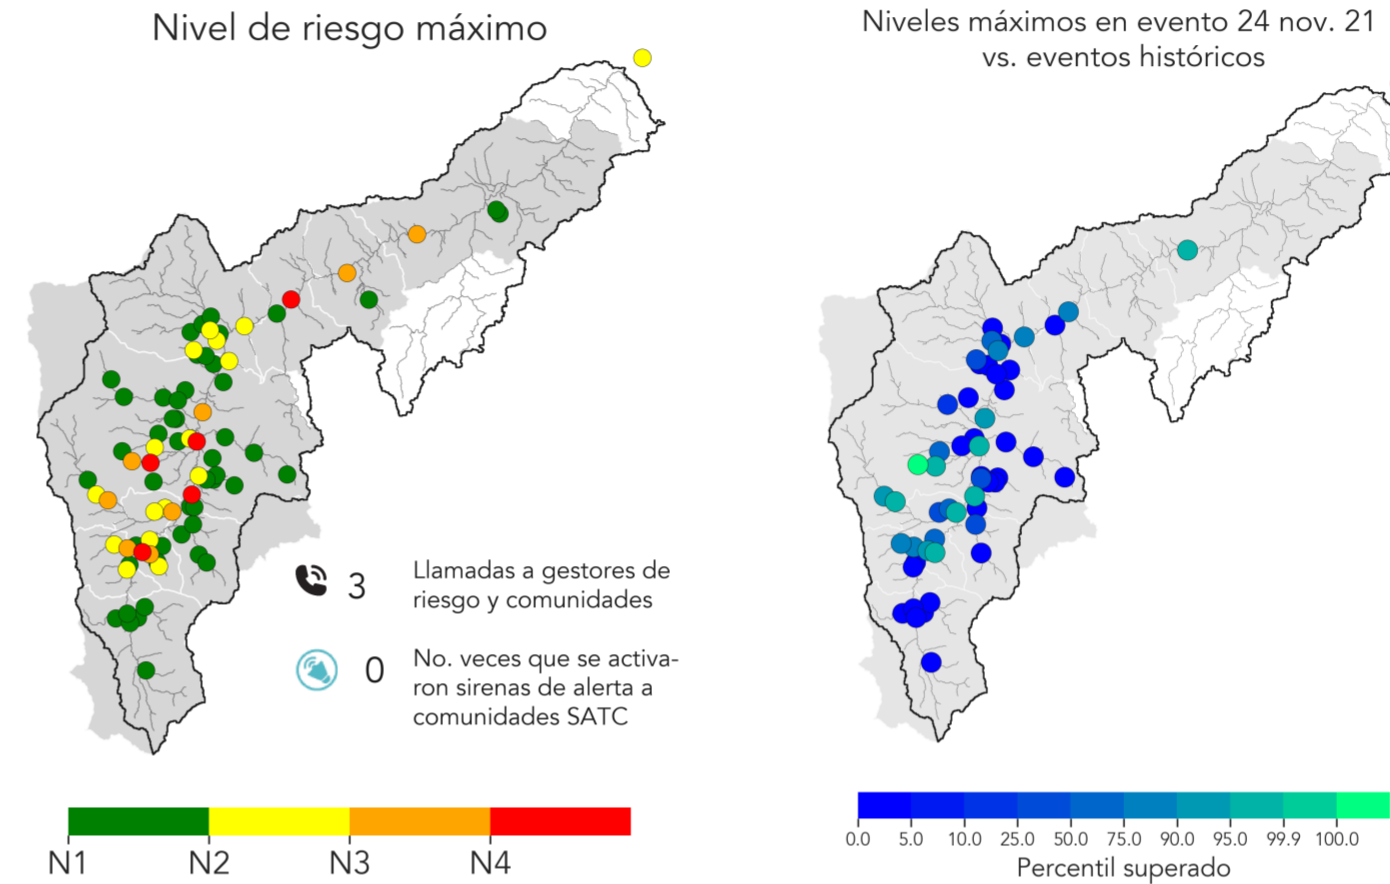 Nivel de riesgo máximo
3
Llamadas a gestores de
riesgo y comunidades
0
No. veces que se activa-
ron sirenas de alerta a
comunidades SATC
N1 N2 N3 N4
Niveles máximos en evento 24 nov. 21
vs. eventos históricos
0.0 5.0 10.0 25.0 50.0 75.0 90.0 95.0 99.9 100.0
Percentil superado